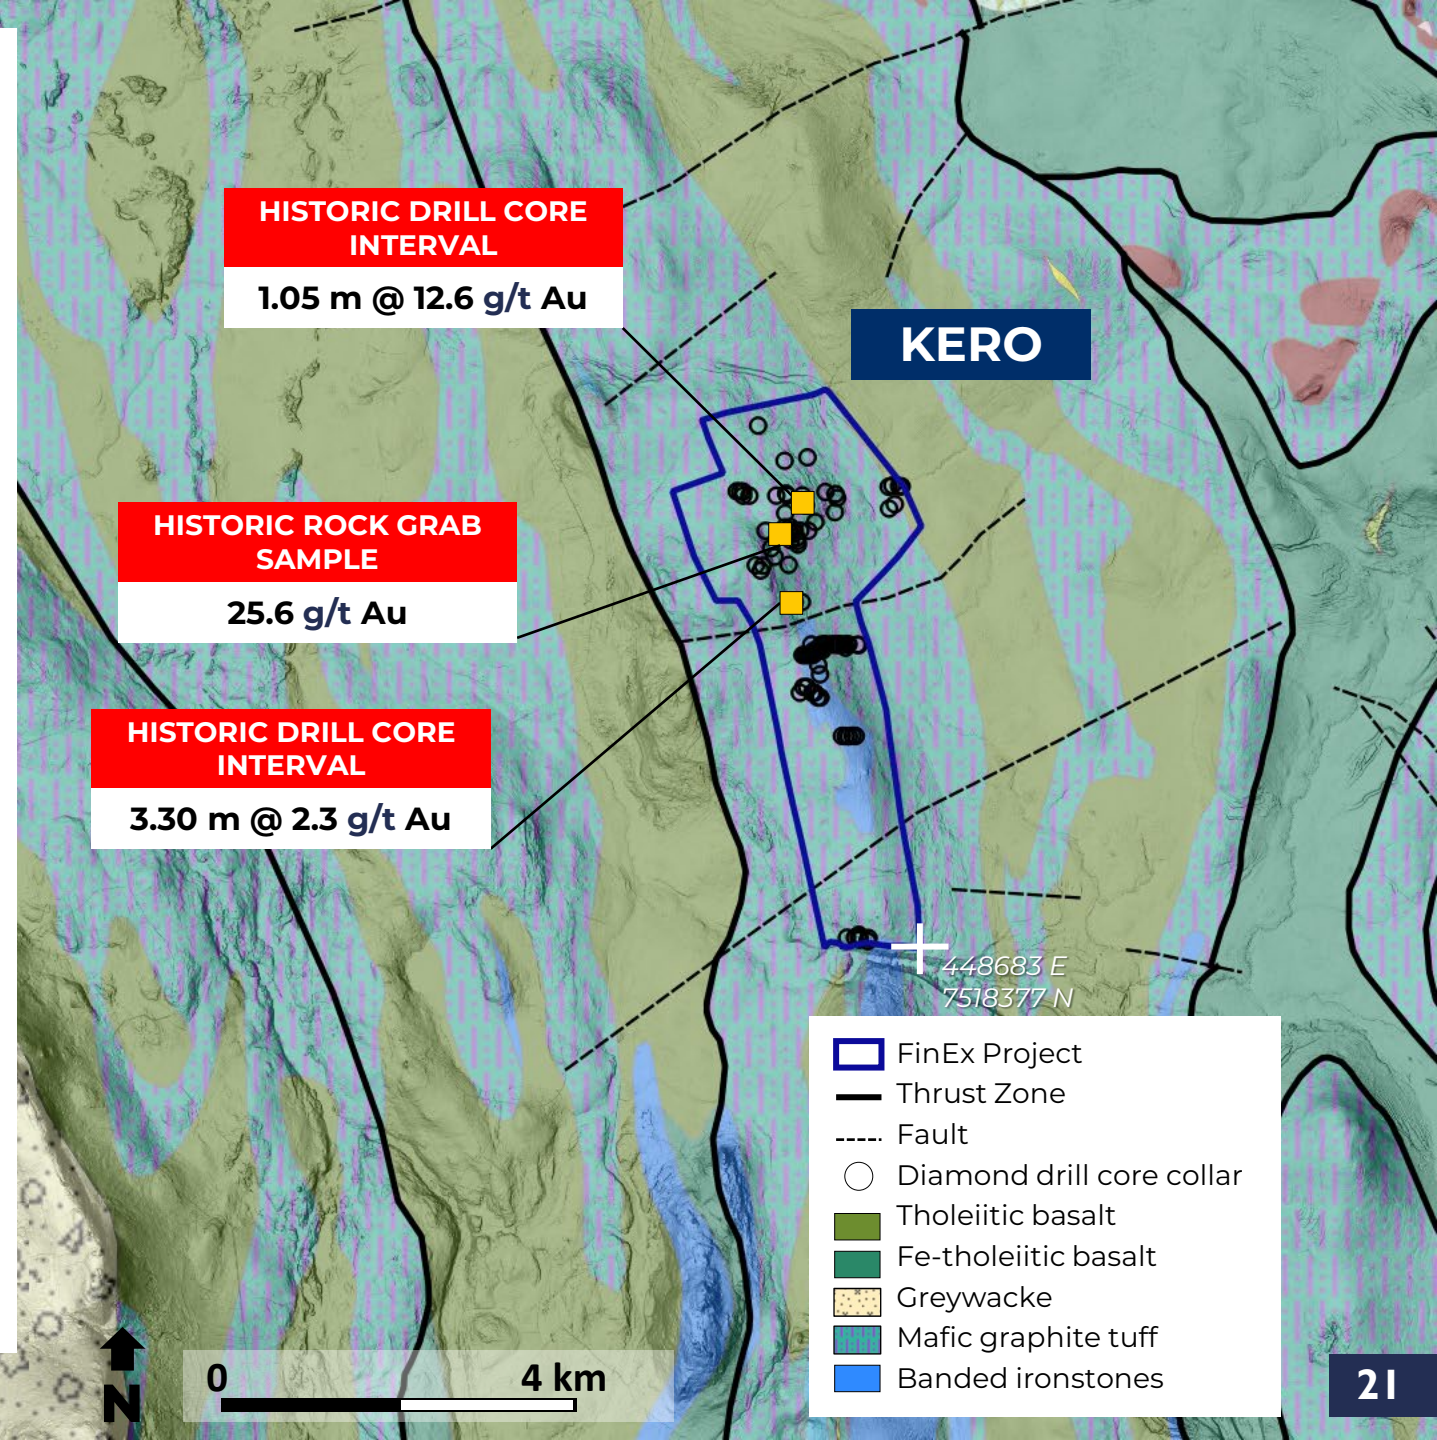 HISTORIC DRILL CORE
INTERVAL
1.05 m @ 12.6 g/t Au
KERO
HISTORIC ROCK GRAB
SAMPLE
25.6 g/t Au
HISTORIC DRILL CORE
INTERVAL
3.30 m @ 2.3 g/t Au
448683 E
7518377 N
FinEx Project
Thrust Zone
Fault
Diamond drill core collar
Tholeiitic basalt
Fe-tholeiitic basalt
Greywacke
Mafic graphite tuff
Banded ironstones
N
0 4 km
21